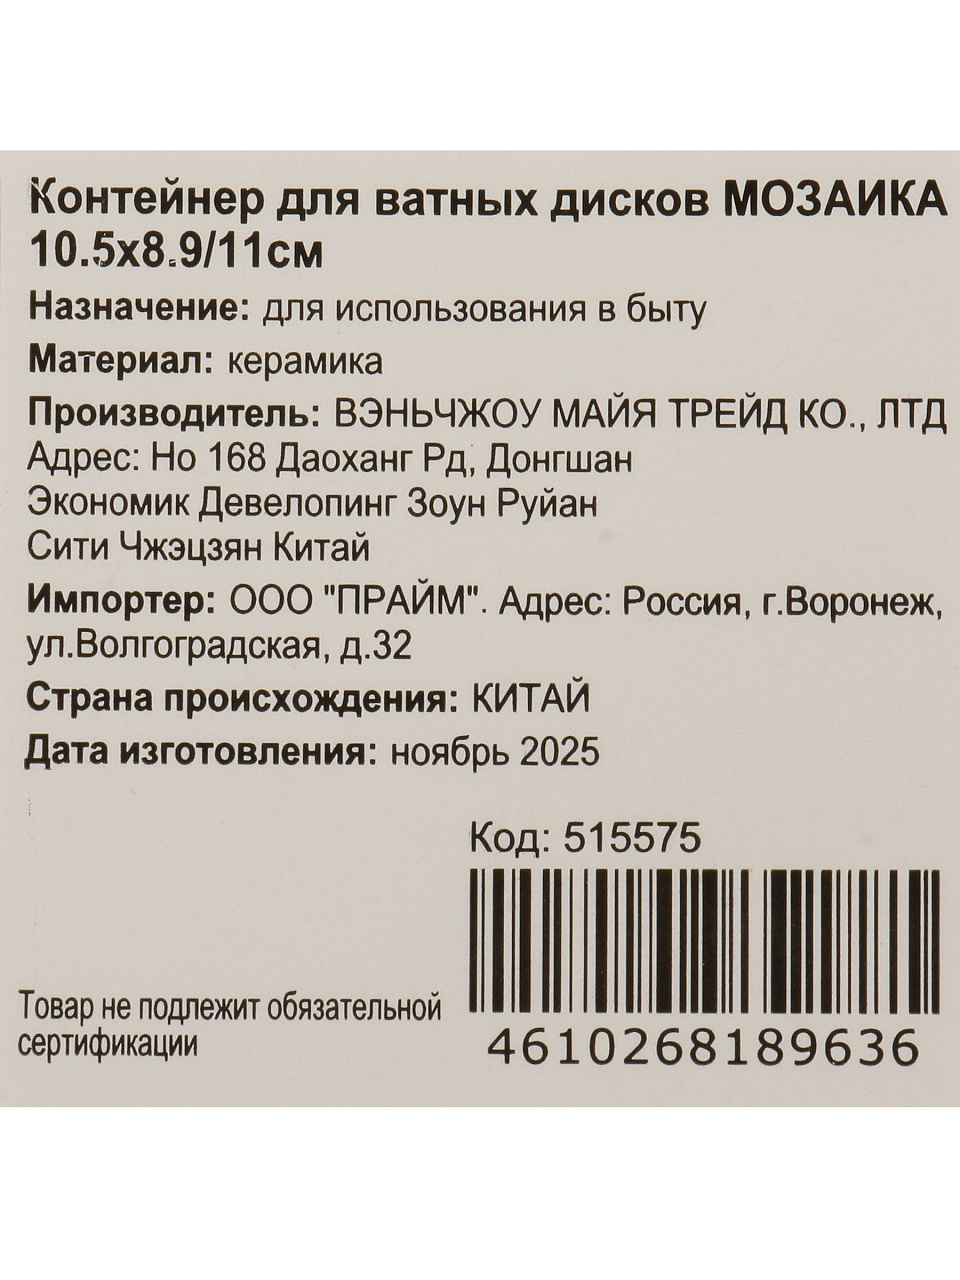 Контейнер для ватных дисков МОЗАИКА
10.5х8.9/11см
Назначение: для использования в быту
Материал: керамика
Производитель: ВЭНЬЧЖОУ МАЙЯ ТРЕЙД КО., ЛТД
Адрес: Но 168 Даоханг Рд, Донгшан
Экономик Девелопинг Зоун Руйан
Сити Чжэцзян Китай
Импортер: ООО "ПРАЙМ". Адрес: Россия, г.Воронеж,
ул.Волгоградская, д.32
Страна происхождения: КИТАЙ
Дата изготовления: ноябрь 2025
Код: 515575
Товар не подлежит обязательной
сертификации
4610268189636